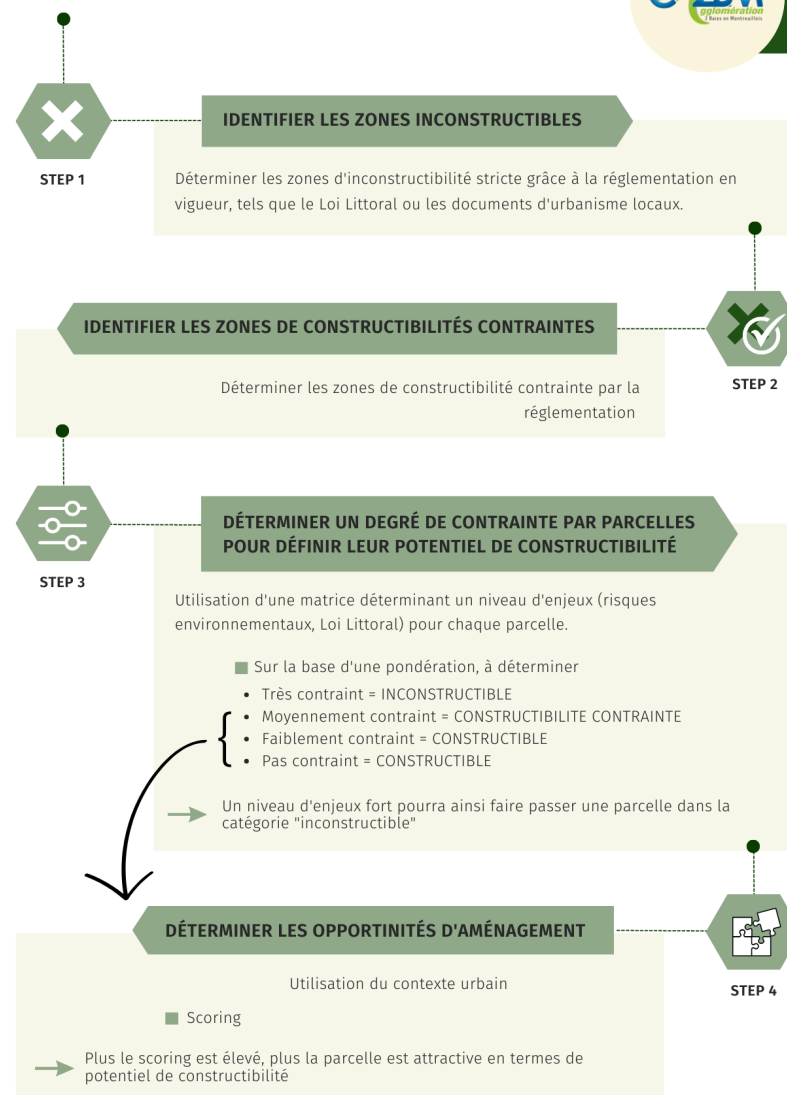 2BM
gglomération
2 Baies en Montreuillois
IDENTIFIER LES ZONES INCONSTRUCTIBLES
STEP 1
Déterminer les zones d'inconstructibilité stricte grâce à la réglementation en
vigueur, tels que le Loi Littoral ou les documents d'urbanisme locaux.
IDENTIFIER LES ZONES DE CONSTRUCTIBILITÉS CONTRAINTES
STEP 2
Déterminer les zones de constructibilité contrainte par la
réglementation
DÉTERMINER UN DEGRÉ DE CONTRAINTE PAR PARCELLES
POUR DÉFINIR LEUR POTENTIEL DE CONSTRUCTIBILITÉ
STEP 3
Utilisation d'une matrice déterminant un niveau d'enjeux (risques
environnementaux, Loi Littoral) pour chaque parcelle.
Sur la base d'une pondération, à déterminer
• Très contraint = INCONSTRUCTIBLE
• Moyennement contraint = CONSTRUCTIBILITE CONTRAINTE
• Faiblement contraint = CONSTRUCTIBLE
• Pas contraint = CONSTRUCTIBLE
Un niveau d'enjeux fort pourra ainsi faire passer une parcelle dans la
catégorie "inconstructible"
DÉTERMINER LES OPPORTINITÉS D'AMÉNAGEMENT
STEP 4
Utilisation du contexte urbain
Scoring
Plus le scoring est élevé, plus la parcelle est attractive en termes de
potentiel de constructibilité